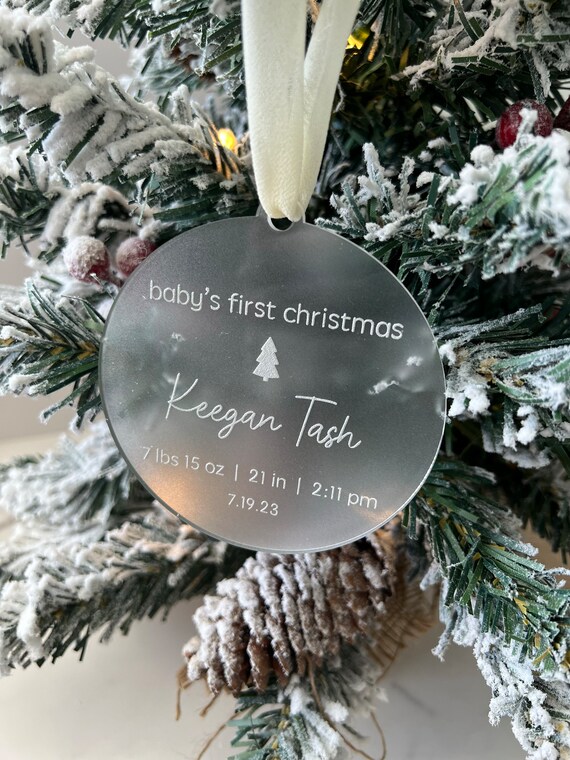 baby's first christmas
Keegan Tash
7 lbs 15 oz | 21 in | 2:11 pm
7.19.23